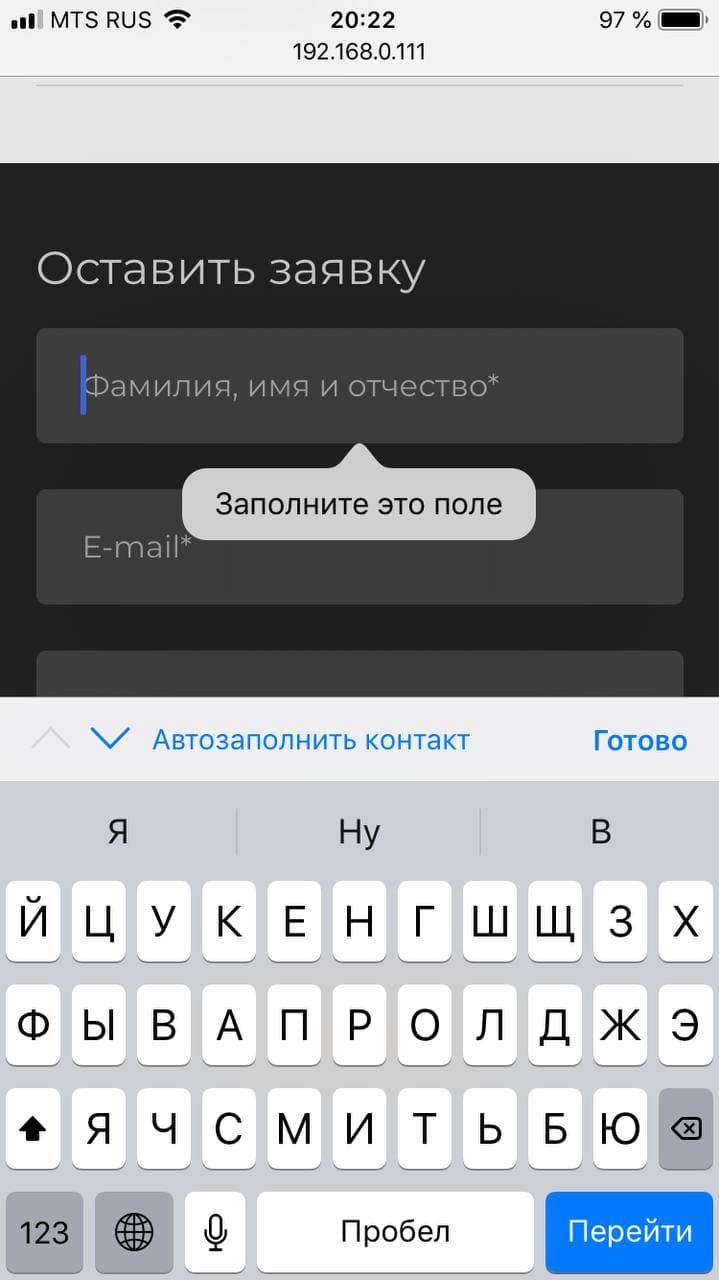 MTS RUS 20:22 97 %
192.168.0.111
Оставить заявку
Фамилия, имя и отчество*
Заполните это поле
E-mail*
Автозаполнить контакт Готово
Я Ну В
Й Ц У К Е Н Г Ш Щ З Х
Ф Ы В А П Р О Л Д Ж Э
Я Ч С М И Т Ь Б Ю
123 Пробел Перейти